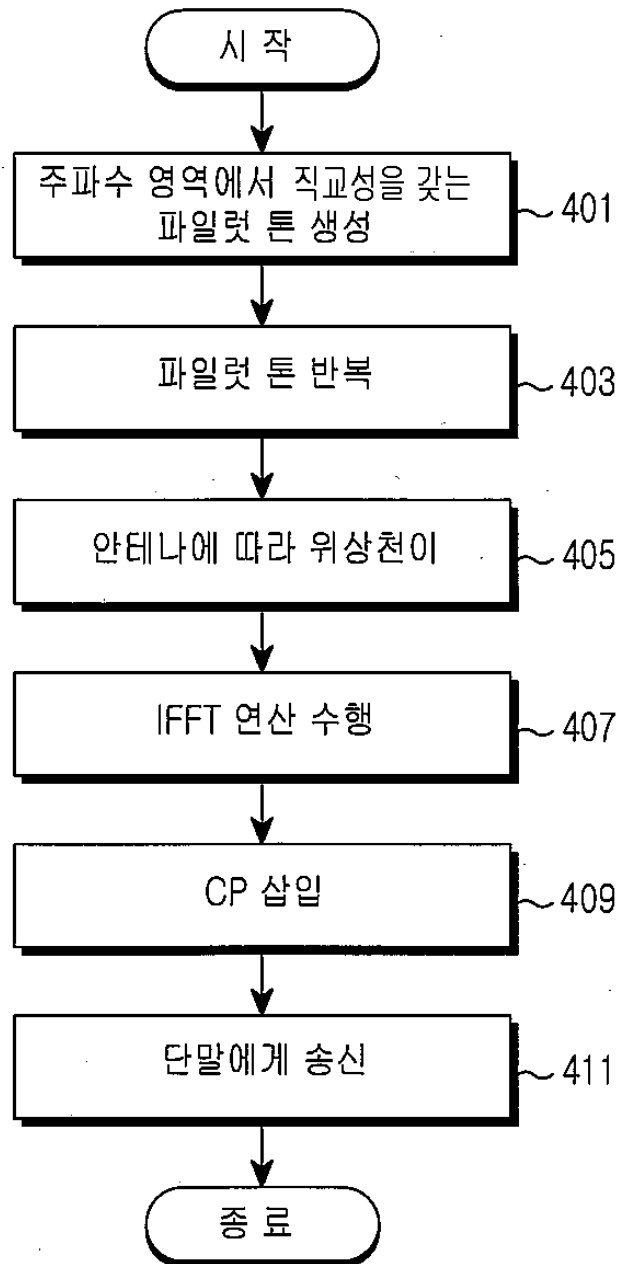 시 작
주파수 영역에서 직교성을 갖는
파일럿 톤 생성
401
파일럿 톤 반복
403
안테나에 따라 위상천이
405
IFFT 연산 수행
407
CP 삽입
409
단말에게 송신
411
종 료